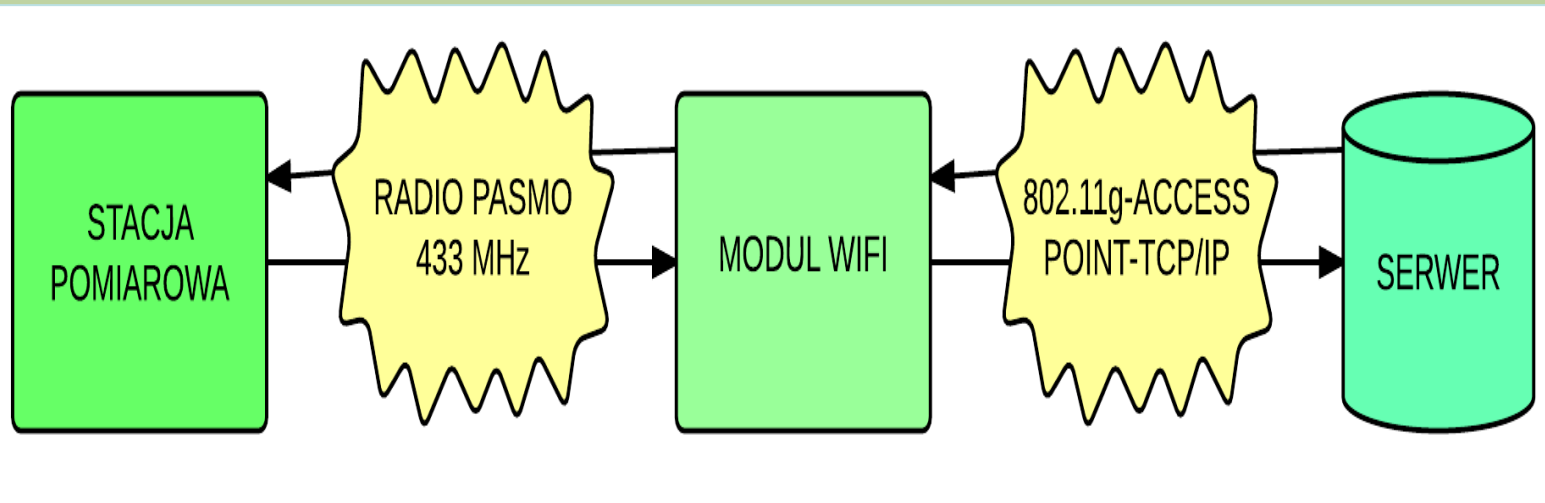 STACJA
POMIAROWA
RADIO PASMO
433 MHz
MODUL WIFI
802.11g-ACCESS
POINT-TCP/IP
SERWER